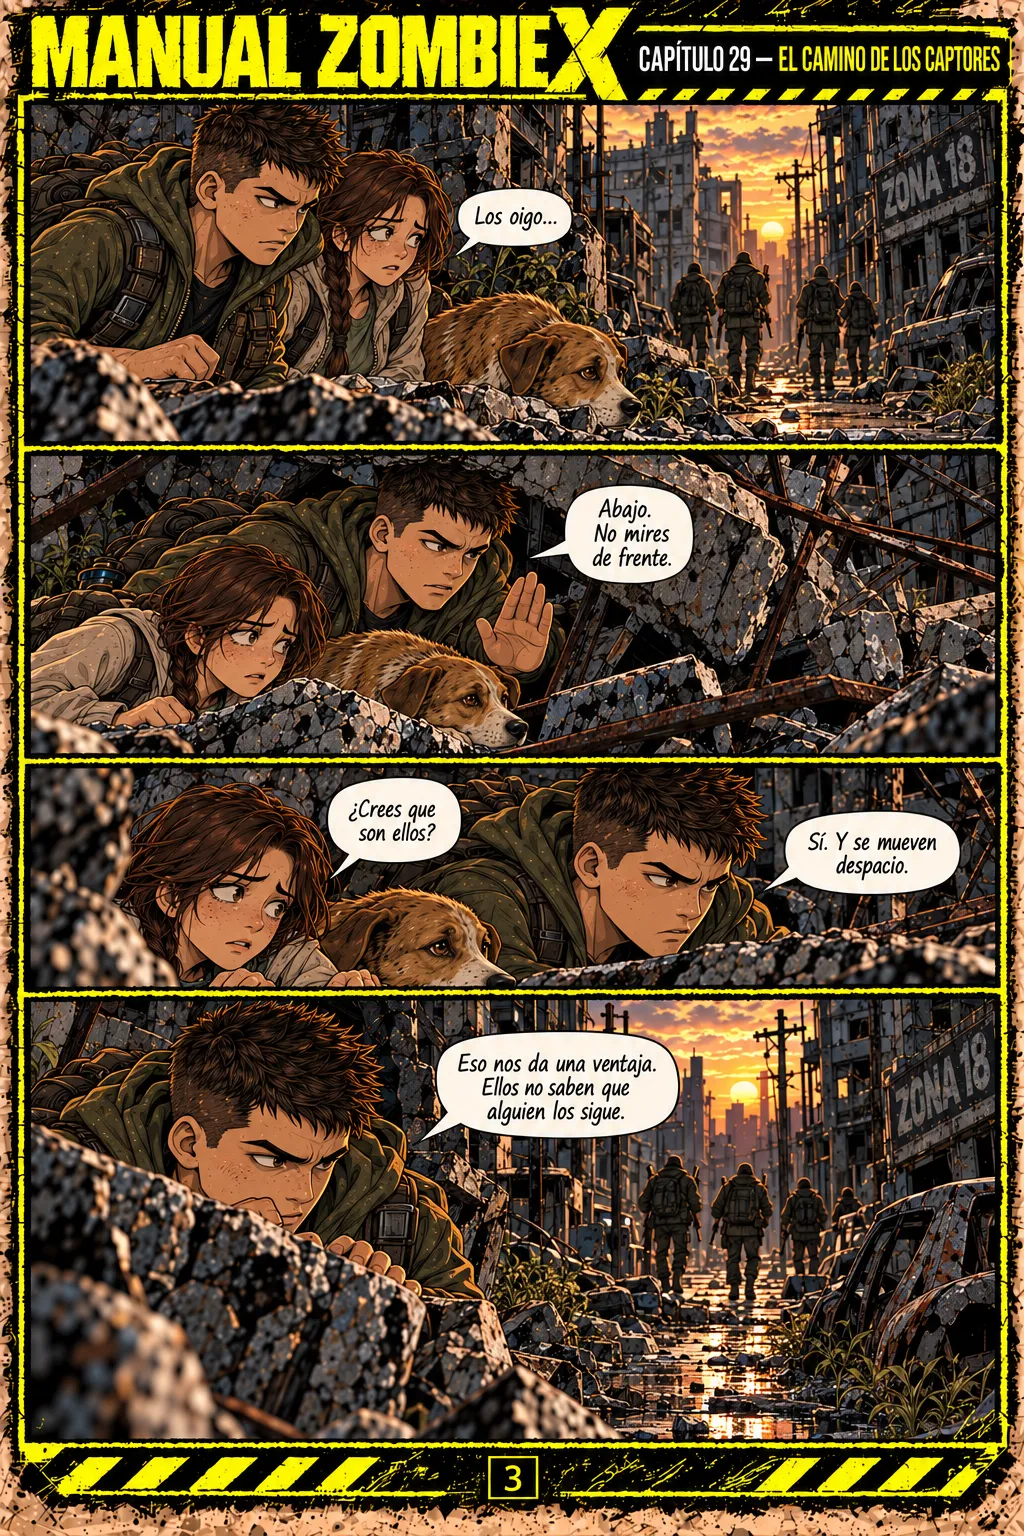 MANUAL ZOMBIE X
CAPÍTULO 29 – EL CAMINO DE LOS CAPTORES
Los oigo...
ZONA 18
Abajo.
No mires
de frente.
¿Crees que
son ellos?
Sí. Y se mueven
despacio.
Eso nos da una ventaja.
Ellos no saben que
alguien los sigue.
ZONA 18
3